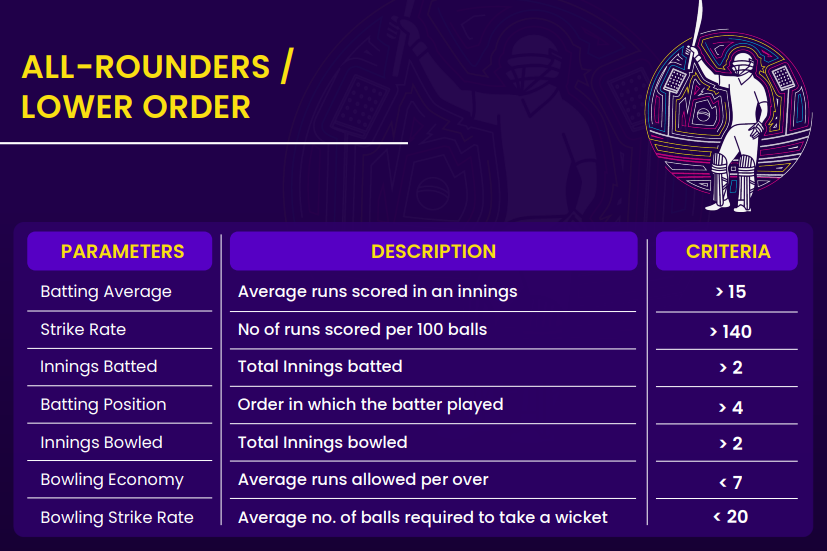 ALL-ROUNDERS /
LOWER ORDER
PARAMETERS DESCRIPTION CRITERIA
Batting Average Average runs scored in an innings > 15
Strike Rate No of runs scored per 100 balls > 140
Innings Batted Total Innings batted > 2
Batting Position Order in which the batter played > 4
Innings Bowled Total Innings bowled > 2
Bowling Economy Average runs allowed per over < 7
Bowling Strike Rate Average no. of balls required to take a wicket < 20